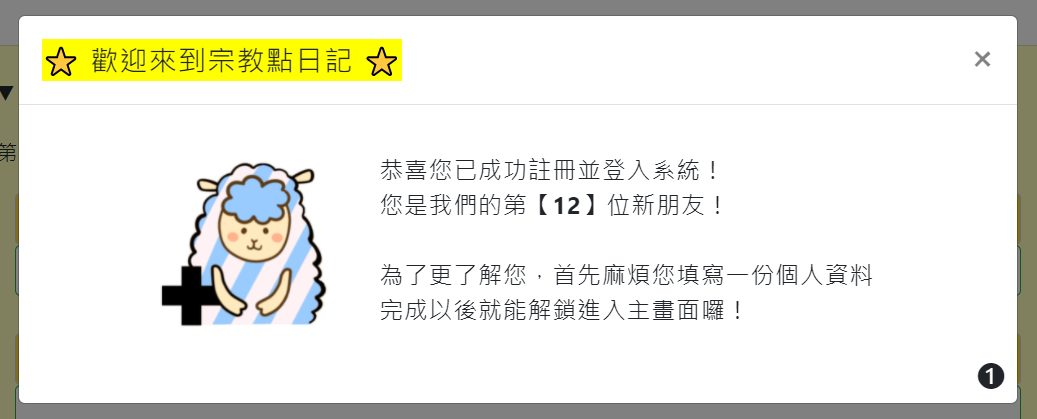 歡迎來到宗教點日記
×
▼
第
恭喜您已成功註冊並登入系統！
您是我們的第【12】位新朋友！
為了更了解您，首先麻煩您填寫一份個人資料
完成以後就能解鎖進入主畫面囉！
1